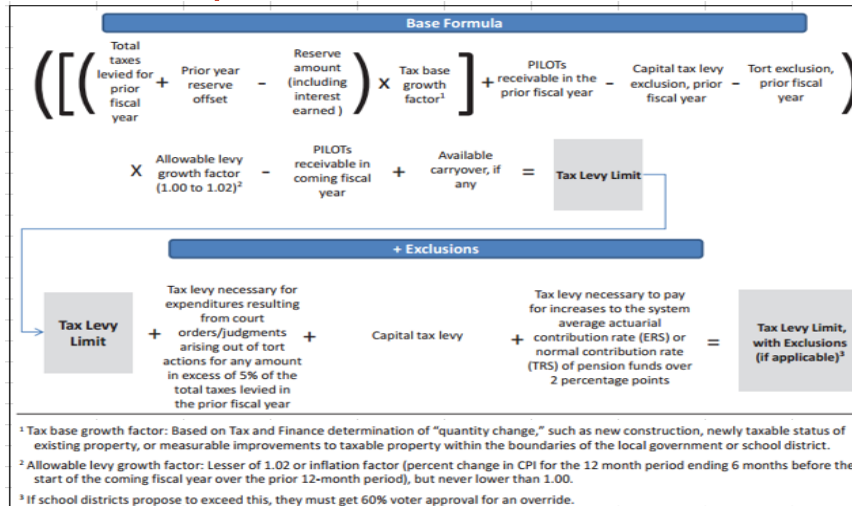 Base Formula
( [ (
Total
taxes
levied for
prior
fiscal
year
+
Prior year
reserve
offset
-
Reserve
amount
(including
interest
earned )
)
X
Tax base
growth
factor¹
]
+
PILOTs
receivable in
the prior fiscal
year
-
Capital tax levy
exclusion, prior
fiscal year
-
Tort exclusion,
prior fiscal
year
)
X
Allowable levy
growth factor
(1.00 to 1.02)²
-
PILOTs
receivable in
coming fiscal
year
+
Available
carryover, if
any
=
Tax Levy Limit
+ Exclusions
Tax Levy
Limit
+
Tax levy necessary for
expenditures resulting
from court
orders/judgments
arising out of tort
actions for any amount
in excess of 5% of the
total taxes levied in
the prior fiscal year
+
Capital tax levy
+
Tax levy necessary to pay
for increases to the system
average actuarial
contribution rate (ERS) or
normal contribution rate
(TRS) of pension funds over
2 percentage points
=
Tax Levy Limit,
with Exclusions
(if applicable)³
¹ Tax base growth factor: Based on Tax and Finance determination of “quantity change,” such as new construction, newly taxable status of
existing property, or measurable improvements to taxable property within the boundaries of the local government or school district.
² Allowable levy growth factor: Lesser of 1.02 or inflation factor (percent change in CPI for the 12 month period ending 6 months before the
start of the coming fiscal year over the prior 12-month period), but never lower than 1.00.
³ If school districts propose to exceed this, they must get 60% voter approval for an override.